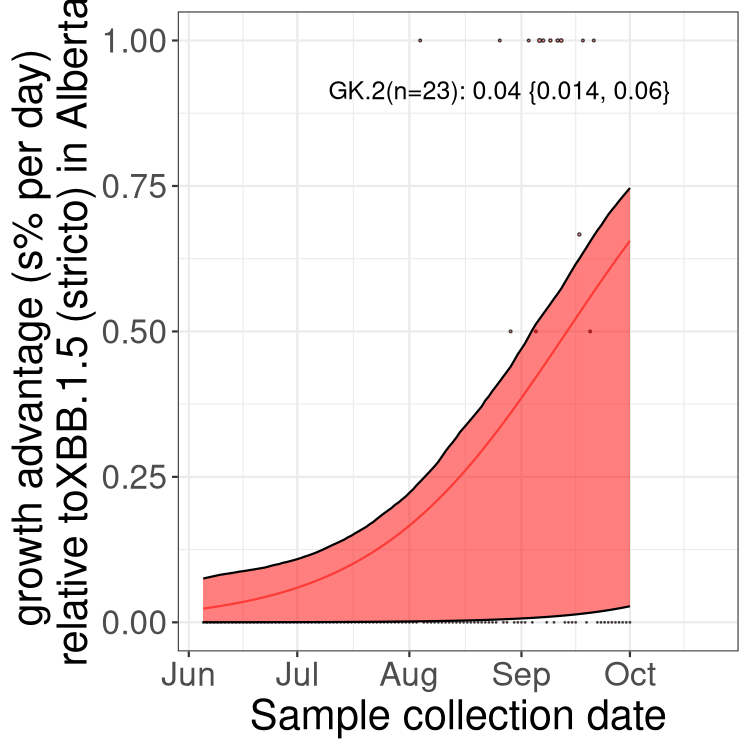 growth advantage (s% per day)
relative toXBB.1.5 (stricto) in Alberta
1.00
GK.2(n=23): 0.04 {0.014, 0.06}
0.75
0.50
0.25
0.00
Jun Jul Aug Sep Oct
Sample collection date